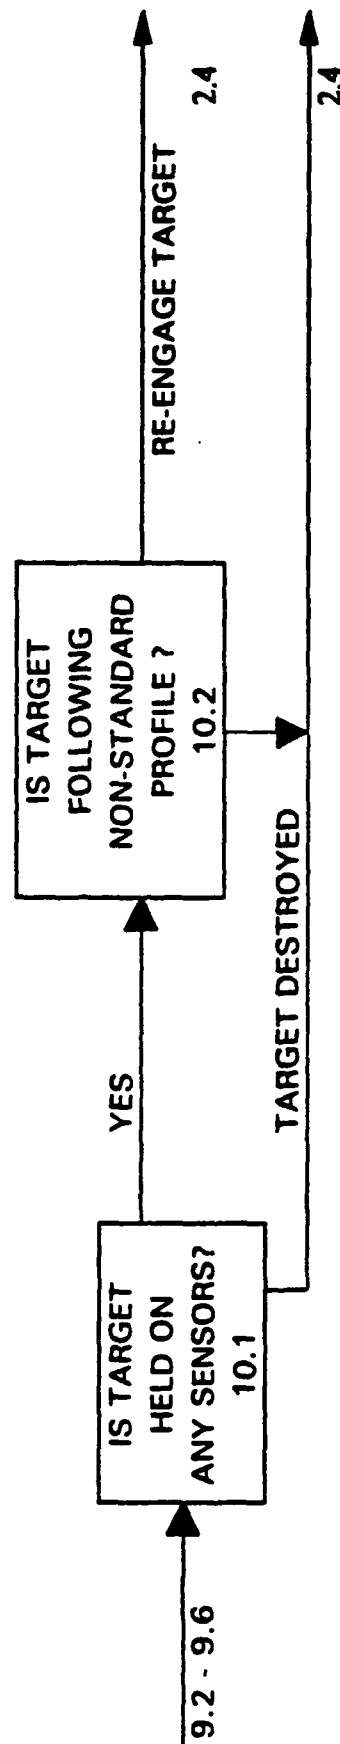 9.2 - 9.6
IS TARGET
HELD ON
ANY SENSORS?
10.1
YES
TARGET DESTROYED
IS TARGET
FOLLOWING
NON-STANDARD
PROFILE ?
10.2
RE-ENGAGE TARGET
2.4
2.4